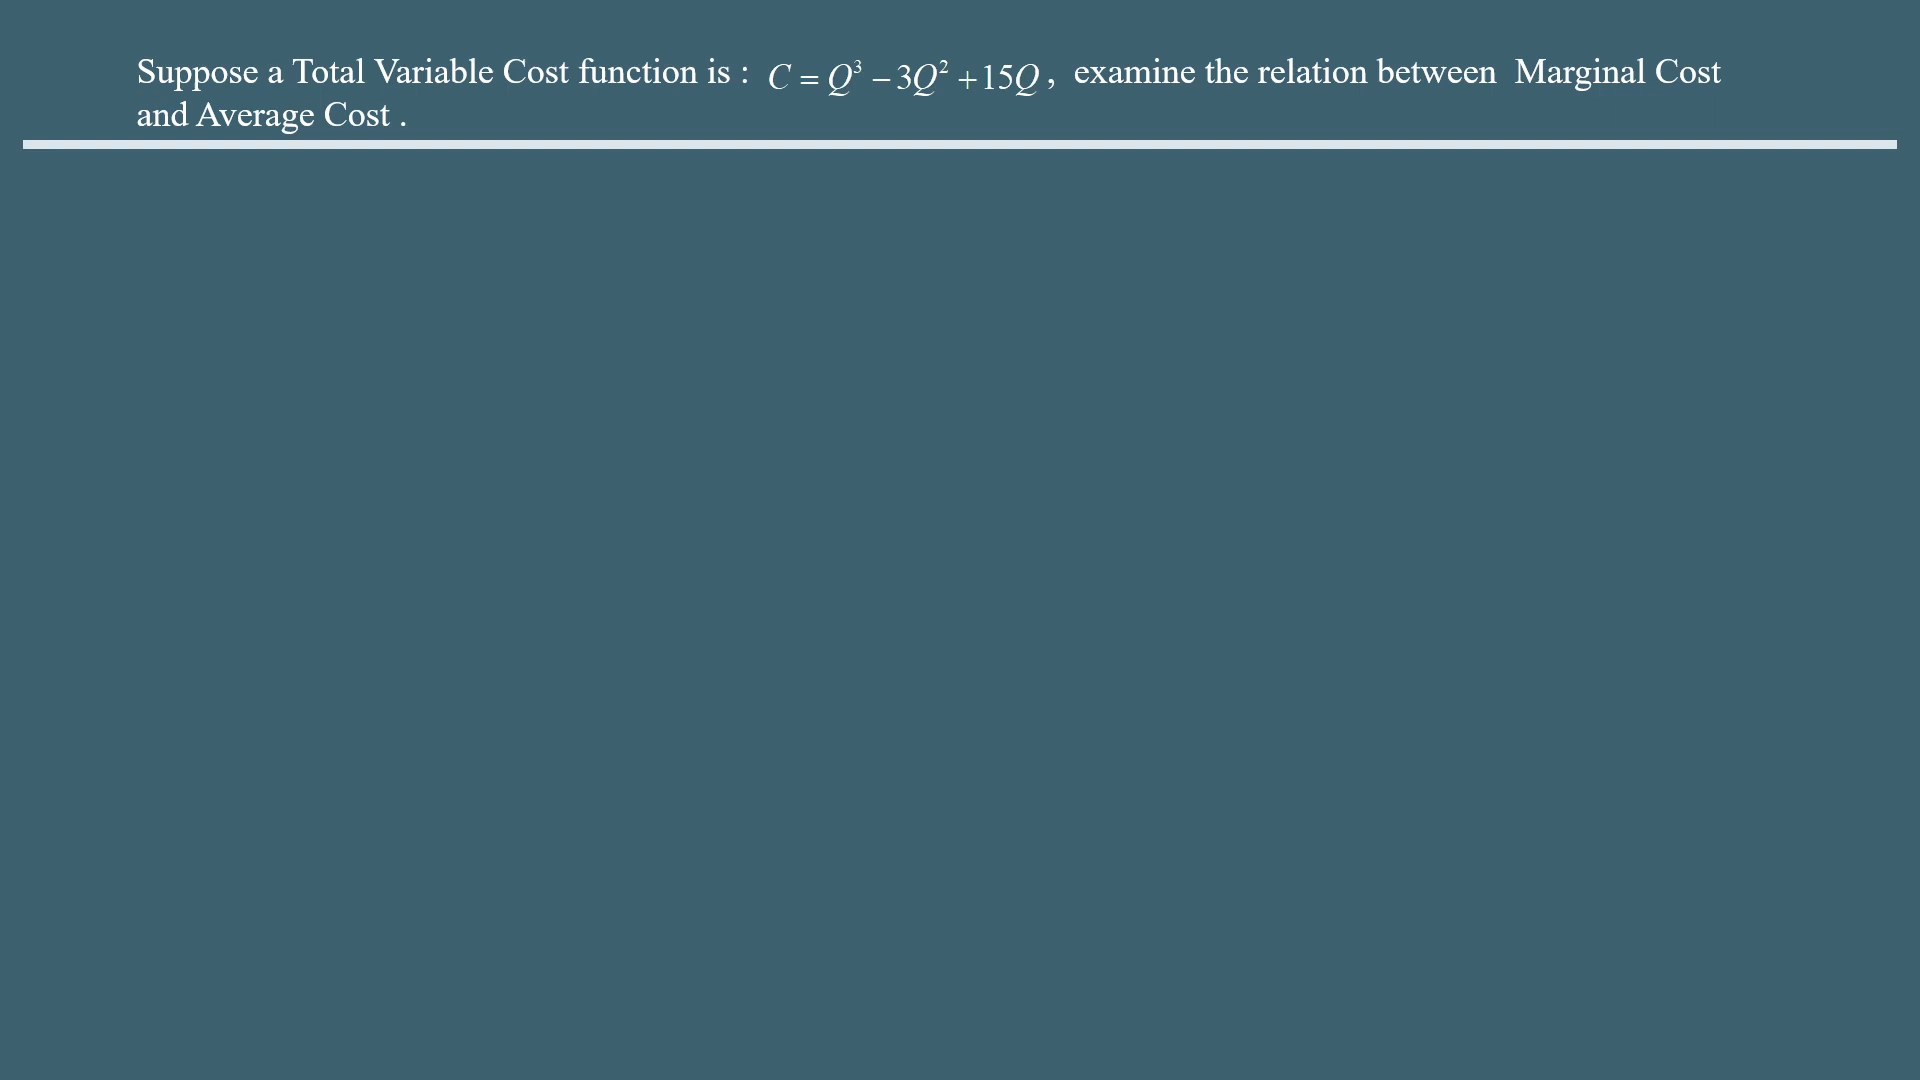 Suppose a Total Variable Cost function is : C = Q³ − 3Q² + 15Q , examine the relation between Marginal Cost
and Average Cost .